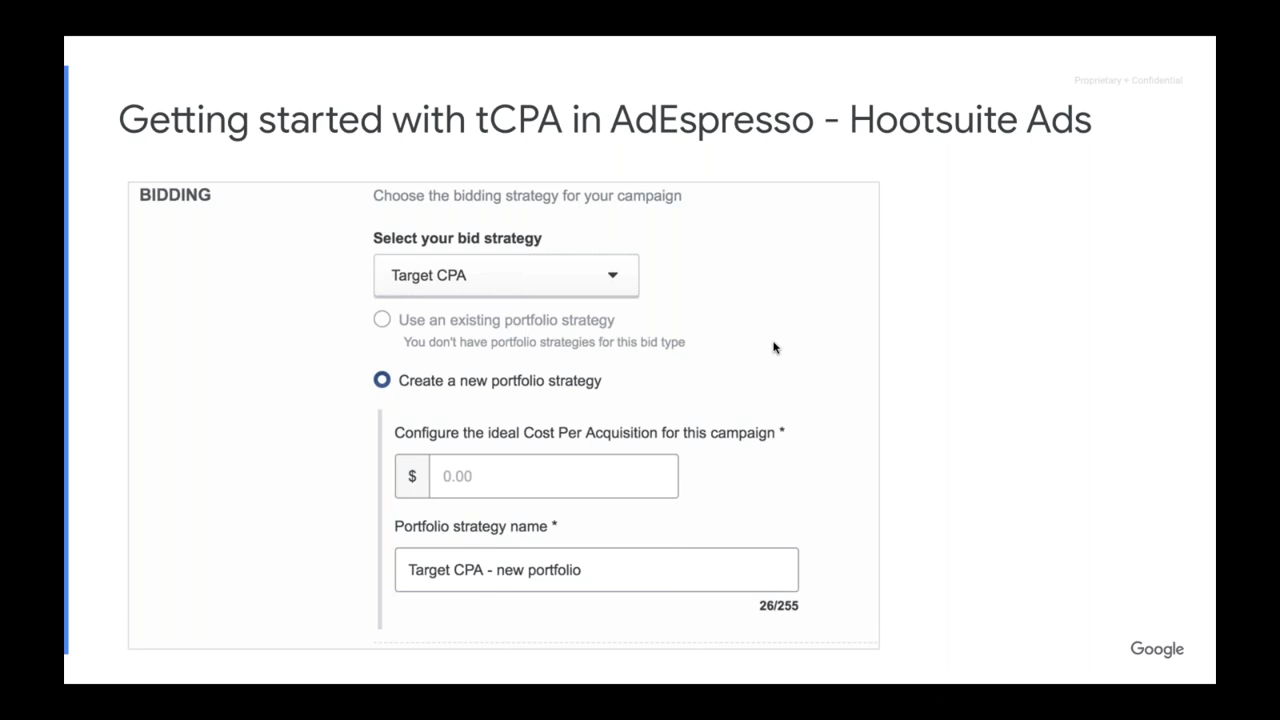 Proprietary + Confidential
Getting started with tCPA in AdEspresso - Hootsuite Ads
BIDDING
Choose the bidding strategy for your campaign
Select your bid strategy
Target CPA
Use an existing portfolio strategy
You don't have portfolio strategies for this bid type
Create a new portfolio strategy
Configure the ideal Cost Per Acquisition for this campaign *
$ 0.00
Portfolio strategy name *
Target CPA - new portfolio
26/255
Google